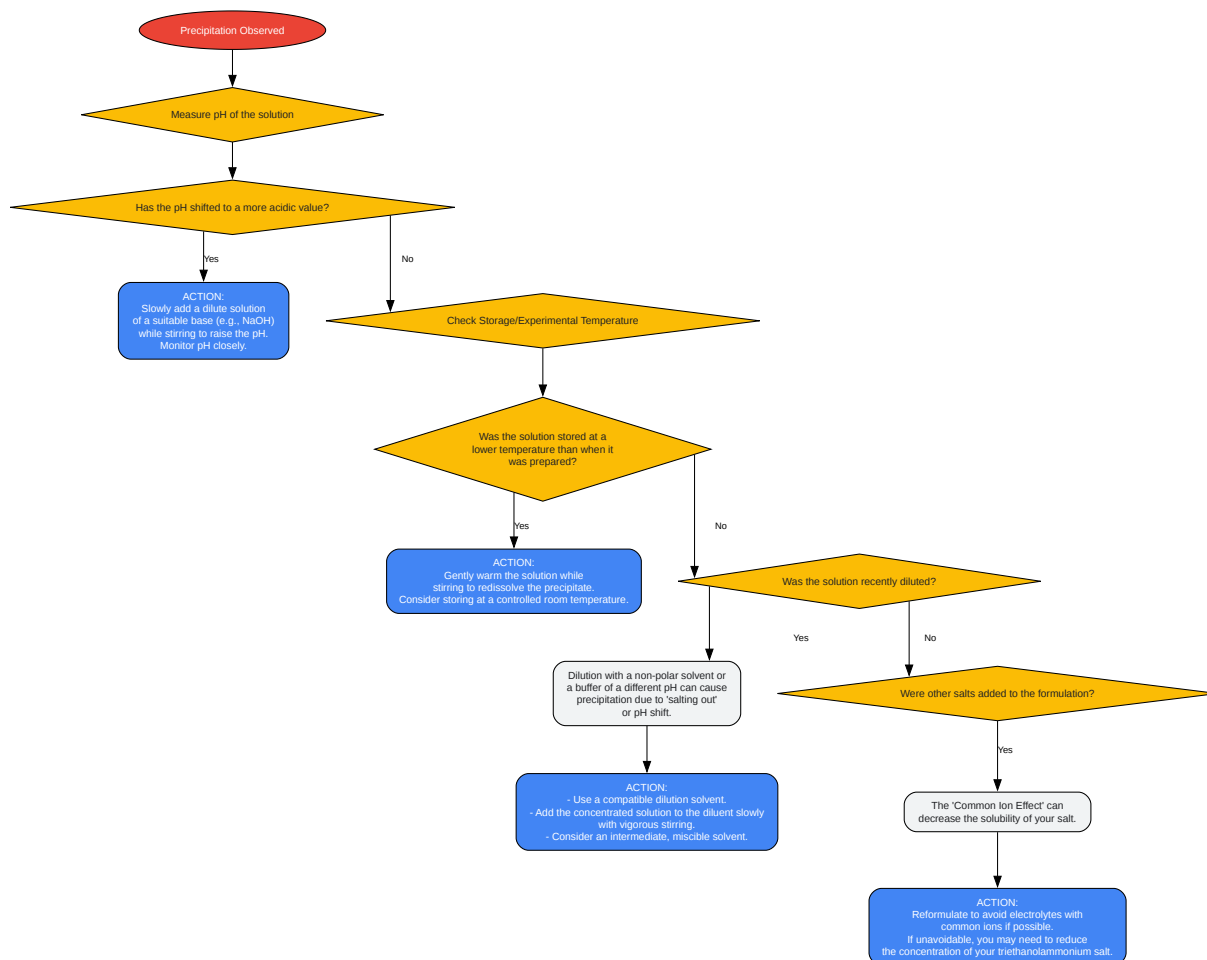 Precipitation Observed
Measure pH of the solution
Has the pH shifted to a more acidic value?
Yes
No
ACTION:
Slowly add a dilute solution
of a suitable base (e.g., NaOH)
while stirring to raise the pH.
Monitor pH closely.
Check Storage/Experimental Temperature
Was the solution stored at a
lower temperature than when it
was prepared?
Yes
No
ACTION:
Gently warm the solution while
stirring to redissolve the precipitate.
Consider storing at a controlled room temperature.
Was the solution recently diluted?
Yes
No
Dilution with a non-polar solvent or
a buffer of a different pH can cause
precipitation due to 'salting out'
or pH shift.
Were other salts added to the formulation?
Yes
ACTION:
- Use a compatible dilution solvent.
- Add the concentrated solution to the diluent slowly
with vigorous stirring.
- Consider an intermediate, miscible solvent.
The 'Common Ion Effect' can
decrease the solubility of your salt.
ACTION:
Reformulate to avoid electrolytes with
common ions if possible.
If unavoidable, you may need to reduce
the concentration of your triethanolammonium salt.